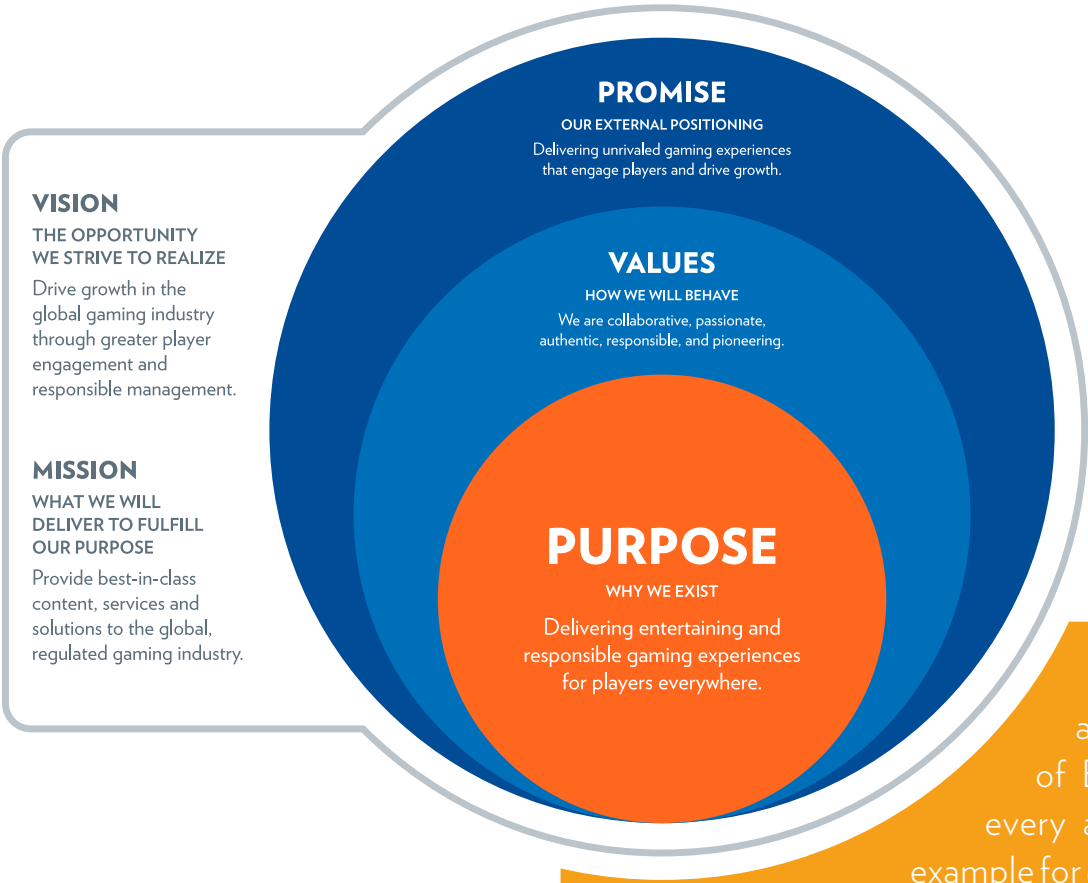 PROMISE
OUR EXTERNAL POSITIONING
Delivering unrivaled gaming experiences
that engage players and drive growth.
VISION
THE OPPORTUNITY
WE STRIVE TO REALIZE
Drive growth in the
global gaming industry
through greater player
engagement and
responsible management.
VALUES
HOW WE WILL BEHAVE
We are collaborative, passionate,
authentic, responsible, and pioneering.
MISSION
WHAT WE WILL
DELIVER TO FULFILL
OUR PURPOSE
Provide best-in-class
content, services and
solutions to the global,
regulated gaming industry.
PURPOSE
WHY WE EXIST
Delivering entertaining and
responsible gaming experiences
for players everywhere.
of
every
example for